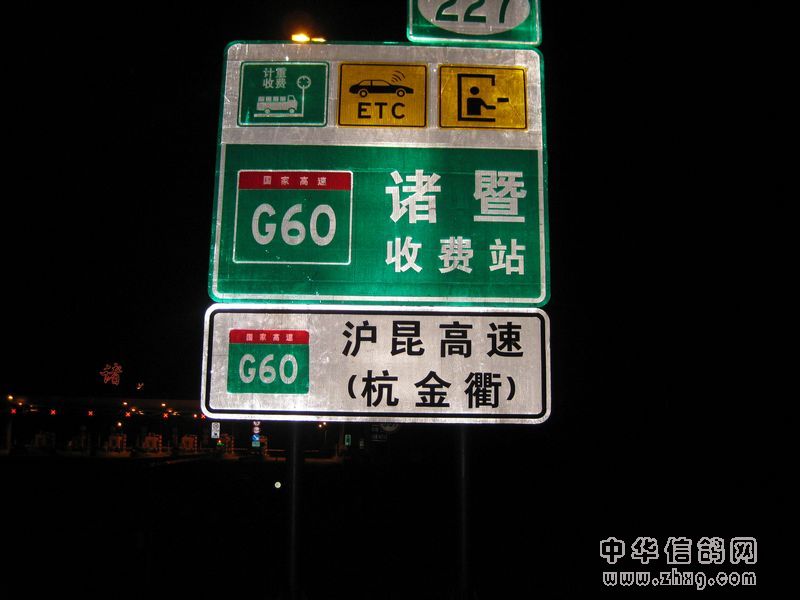 227
计重
收费
ETC
国家高速
G60
诸暨
收费站
国家高速
G60
沪昆高速
(杭金衢)
诸
中华信鸽网
www.zhxg.com